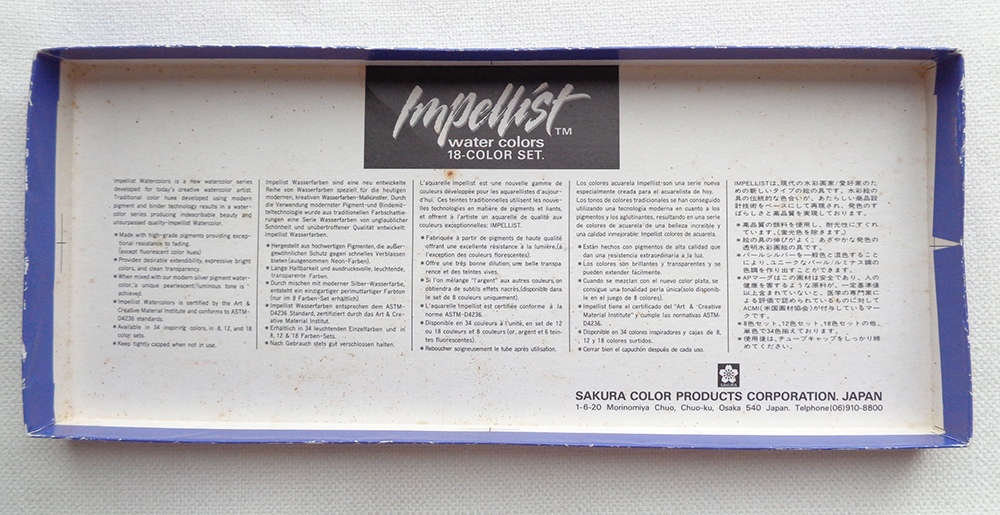 Impellist TM
water colors
18-COLOR SET.
Impellist Watercolors is a new watercolor series
developed for today's creative watercolor artist.
Traditional color hues developed using modern
pigment and binder technology results in a water-
color series producing indescribable beauty and
unsurpassed quality-Impellist Watercolor.
● Made with high-grade pigments providing excep-
tional resistance to fading.
(except fluorescent color hues)
● Provides desirable extensibility, expressive bright
colors, and clean transparency.
● When mixed with our modern silver pigment water-
color, a unique pearlescent/luminous tone is
achieved.
● Impellist Watercolors is certified by the Art &
Creative Material Institute and conforms to ASTM-
D4236 standards.
● Available in 34 inspiring colors, in 8, 12, and 18
color sets.
● Keep tightly capped when not in use.
Impellist Wasserfarben sind eine neu entwickelte
Reihe von Wasserfarben speziell, für die heutigen
modernen, kreativen Wasserfarben-Malkünstler. Durch
die Verwendung modernster Pigment-und Bindemit-
teltechnologie wurde aus traditionellen Farbschattie-
rungen eine Serie Wasserfarben von unglaublicher
Schönheit und unübertroffener Qualität entwickelt:
Impellist Wasserfarben.
● Hergestellt aus hochwertigen Pigmenten, die außer-
gewöhnlichen Schutz gegen schnelles Verblassen
bieten (ausgenommen Neon-Farben).
● Lange Haltbarkeit und ausdrucksvolle, leuchtende,
transparente Farben.
● Durch mischen mit moderner Silber-Wasserfarbe,
entsteht ein einzigartiger perlmuttartiger Farbton
(nur im 8 Farben-Set erhältlich)
● Impellist Wasserfarben entsprechen dem ASTM-
D4236 Standard, zertifiziert durch das Art & Cre-
ative Material Institut.
● Erhältlich in 34 leuchtenden Einzelfarben und in
8, 12 & 18 Farben-Sets.
● Nach Gebrauch stets gut verschlossen halten.
L'aquarelle Impellist est une nouvelle gamme de
couleurs développée pour les aquarellistes d'aujour-
d'hui. Ces teintes traditionnelles utilisent les nouve-
lles technologies en matière de pigments et liants,
et offrent à l'artiste un aquarelle de qualité aux
couleurs exceptionnelles: IMPELLIST.
● Fabriquée à partir de pigments de haute qualité
offrant une excellente résistance à la lumière, (à
l'exception des couleurs florescentes).
● Offre une très bonne dilution, une belle transpa
rence et des teintes vives.
● Si l'on mélange "l'argent" aux autres couleurs, on
obtiendra de subtils effets nacrés, (disponible dans
le set de 8 couleurs uniquement).
● L'aquarelle Impellist est certifiée conforme à la
norme ASTM-D4236.
● Disponible en 34 couleurs à l'unité, en set de 12
ou 18 couleurs et 8 couleurs (or, argent et 6 tein-
tes fluorescentes).
● Reboucher soigneusement le tube après utilisation.
Los colores acuarela Impellist son una serie nueva
especialmente creada para el acuarelista de hoy.
Los tonos de colores tradicionales se han conseguido
utilizando una tecnologia moderna en cuanto a los
pigmentos y los aglutinantes, resultando en una serie
de colores de acuarela de una belleza increible y
una calidad innejorable: Impellist colores de acuarela.
● Están hechos con pigmentos de alta calidad que
dan una resistencia extraordinaria a la luz.
● Los colores son brillantes y transparentes y se
pueden extender fácilmente.
● Cuando se mezclan con el nuevo color plata, se
consigue una tonalidad perla única (solo disponib-
le en el juego de 8 colores).
● Impellist tiene el certificado del "Art & Creative
Material Institute" y cumple las normativas ASTM-
D4236.
● Disponible en 34 colores inspiradores y cajas de 8,
12 y 18 colores surtidos.
● Cerrar bien el capuchón después de cada uso.
IMPELLISTは、現代の水彩画家/愛好家のた
めの新しいタイプの絵の具です。水彩絵
の具の伝統的な色合いが、あたらしい商品設
計技術をベースにして再現され、発色のす
ばらしさと高品質を実現しております。
● 高品質の顔料を使用し、耐光性にすぐれ
ています。(蛍光色を除きます。)
● 絵の具の伸びがよく、あざやかな発色の
透明水彩画絵の具です。
● パールシルバーを一般色と混色すること
により、ユニークなパール/ルミナス調の
色調を作り出すことができます。
● APマークはこの画材は安全であり、人の
健康を害するような原料が、一定基準値
以上含まれていないと、医学の専門家に
よる評価で認められているものに対して
ACMI(米国画材協会)が付与しているマー
クです。
● 8色セット、12色セット、18色セットの他、
単色で34色揃えております。
● 使用後は、チューブキャップをしっかり締
めてください。
SAKURA
SAKURA COLOR PRODUCTS CORPORATION. JAPAN
1-6-20 Morinomiya Chuo, Chuo-ku, Osaka 540 Japan. Telphone(06)910-8800